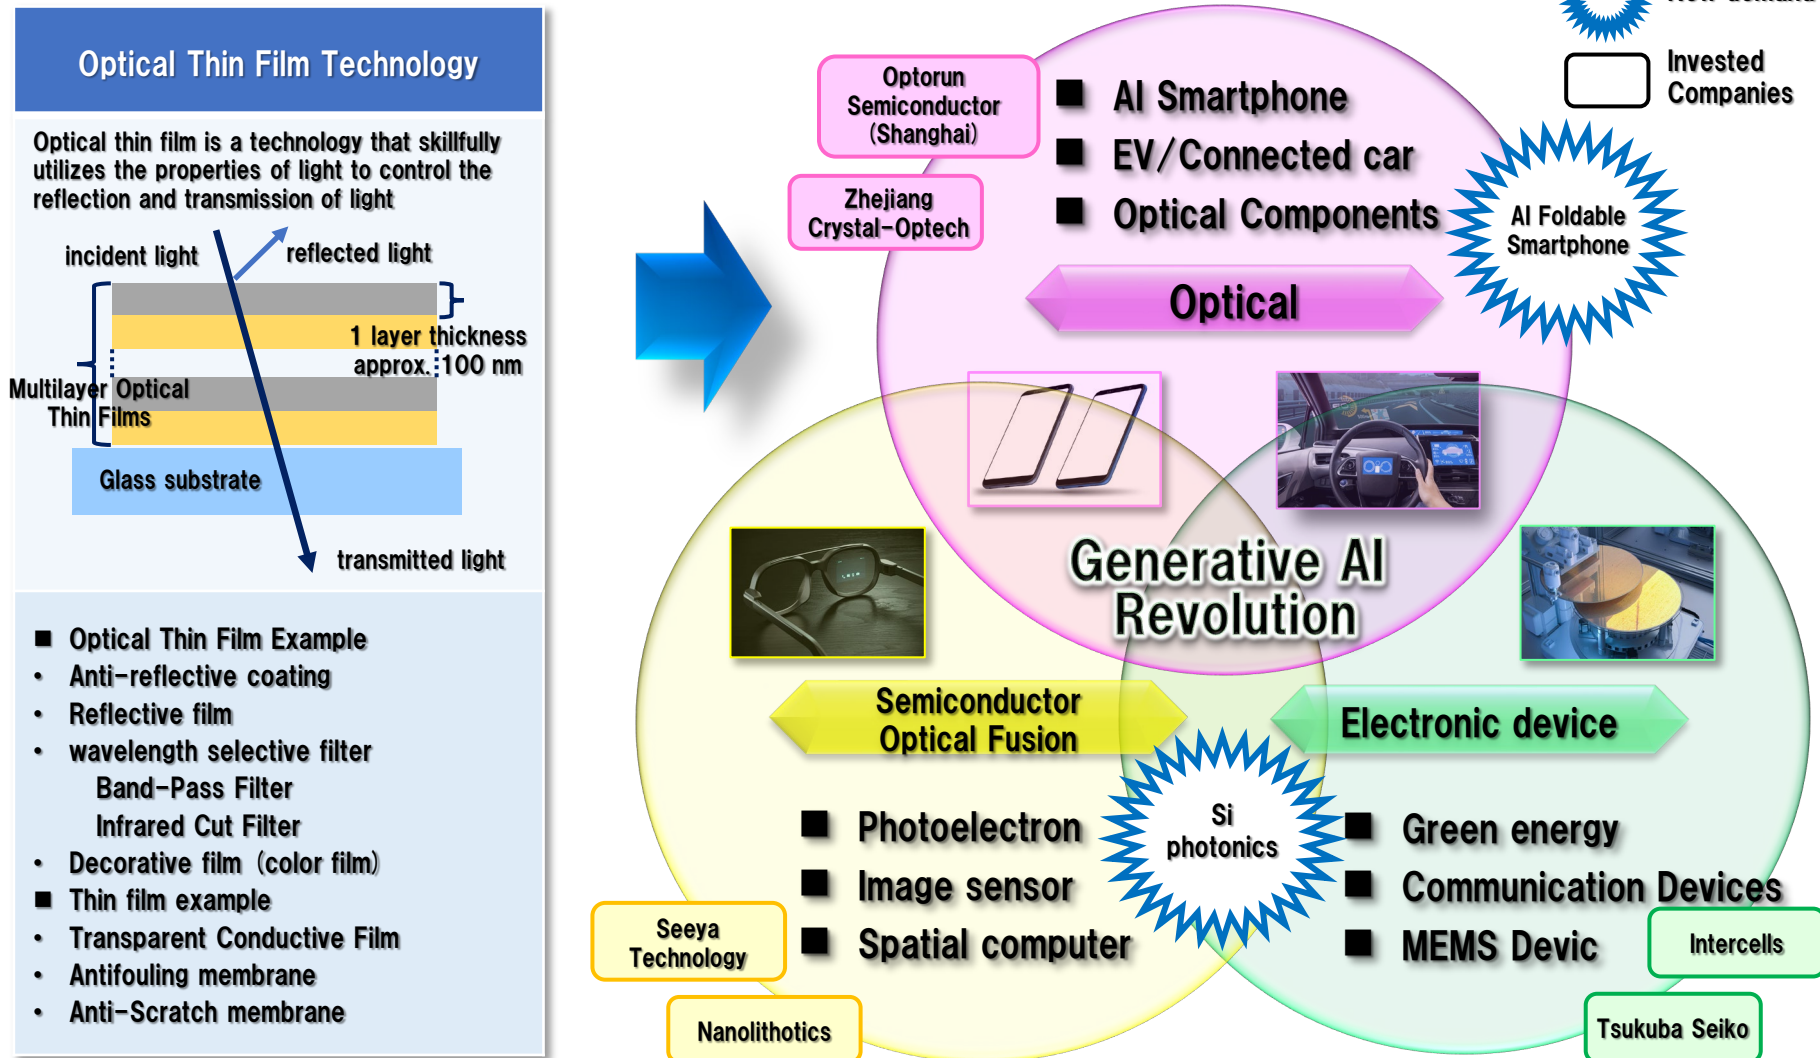 Optical Thin Film Technology
Optical thin film is a technology that skillfully
utilizes the properties of light to control the
reflection and transmission of light
incident light
reflected light
1 layer thickness
approx. 100 nm
Multilayer Optical
Thin Films
Glass substrate
transmitted light
■ Optical Thin Film Example
・ Anti-reflective coating
・ Reflective film
・ wavelength selective filter
Band-Pass Filter
Infrared Cut Filter
・ Decorative film (color film)
■ Thin film example
・ Transparent Conductive Film
・ Antifouling membrane
・ Anti-Scratch membrane
Invested
Companies
Optorun
Semiconductor
(Shanghai)
Zhejiang
Crystal-Optech
■ AI Smartphone
■ EV/Connected car
■ Optical Components
AI Foldable
Smartphone
Optical
Generative AI
Revolution
Semiconductor
Optical Fusion
Electronic device
Si
photonics
■ Photoelectron
■ Image sensor
■ Spatial computer
■ Green energy
■ Communication Devices
■ MEMS Devic
Seeya
Technology
Nanolithotics
Intercells
Tsukuba Seiko